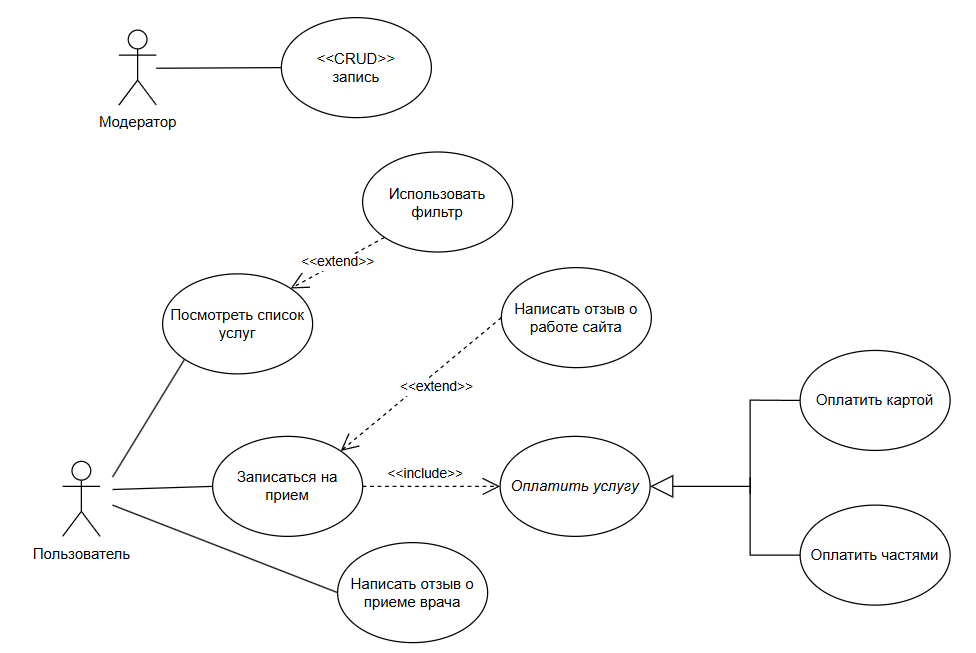 <<CRUD>>
запись
Модератор
Использовать
фильтр
<<extend>>
Посмотреть список
услуг
Написать отзыв о
работе сайта
<<extend>>
Оплатить картой
Записаться на
прием
<<include>>
Оплатить услугу
Пользователь
Оплатить частями
Написать отзыв о
приеме врача